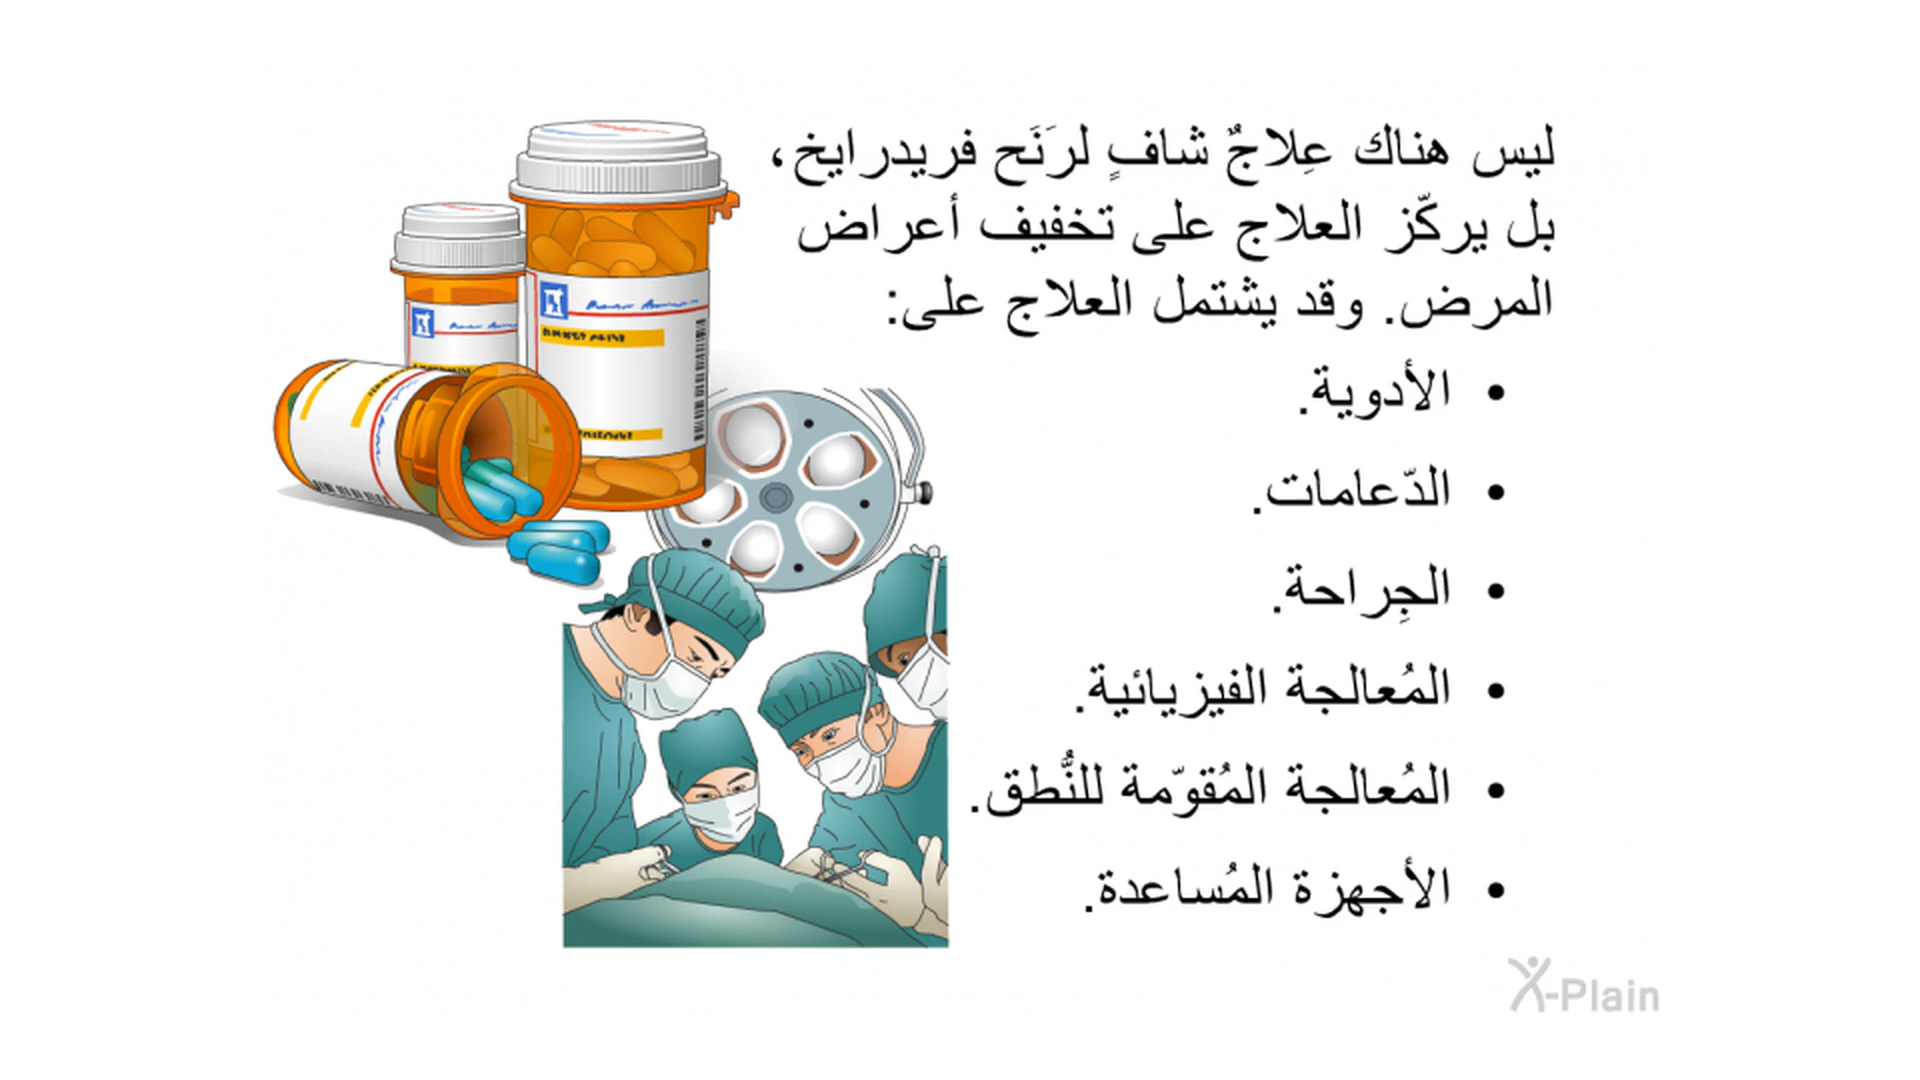 ليس هناك عِلاجٌ شافٍ لرَنَح فريدرايخ،
بل يركّز العلاج على تخفيف أعراض
المرض. وقد يشتمل العلاج على:
• الأدوية.
• الدّعامات.
• الجِراحة.
• المُعالجة الفيزيائية.
• المُعالجة المُقوّمة للنُّطق.
• الأجهزة المُساعدة.
X-Plain